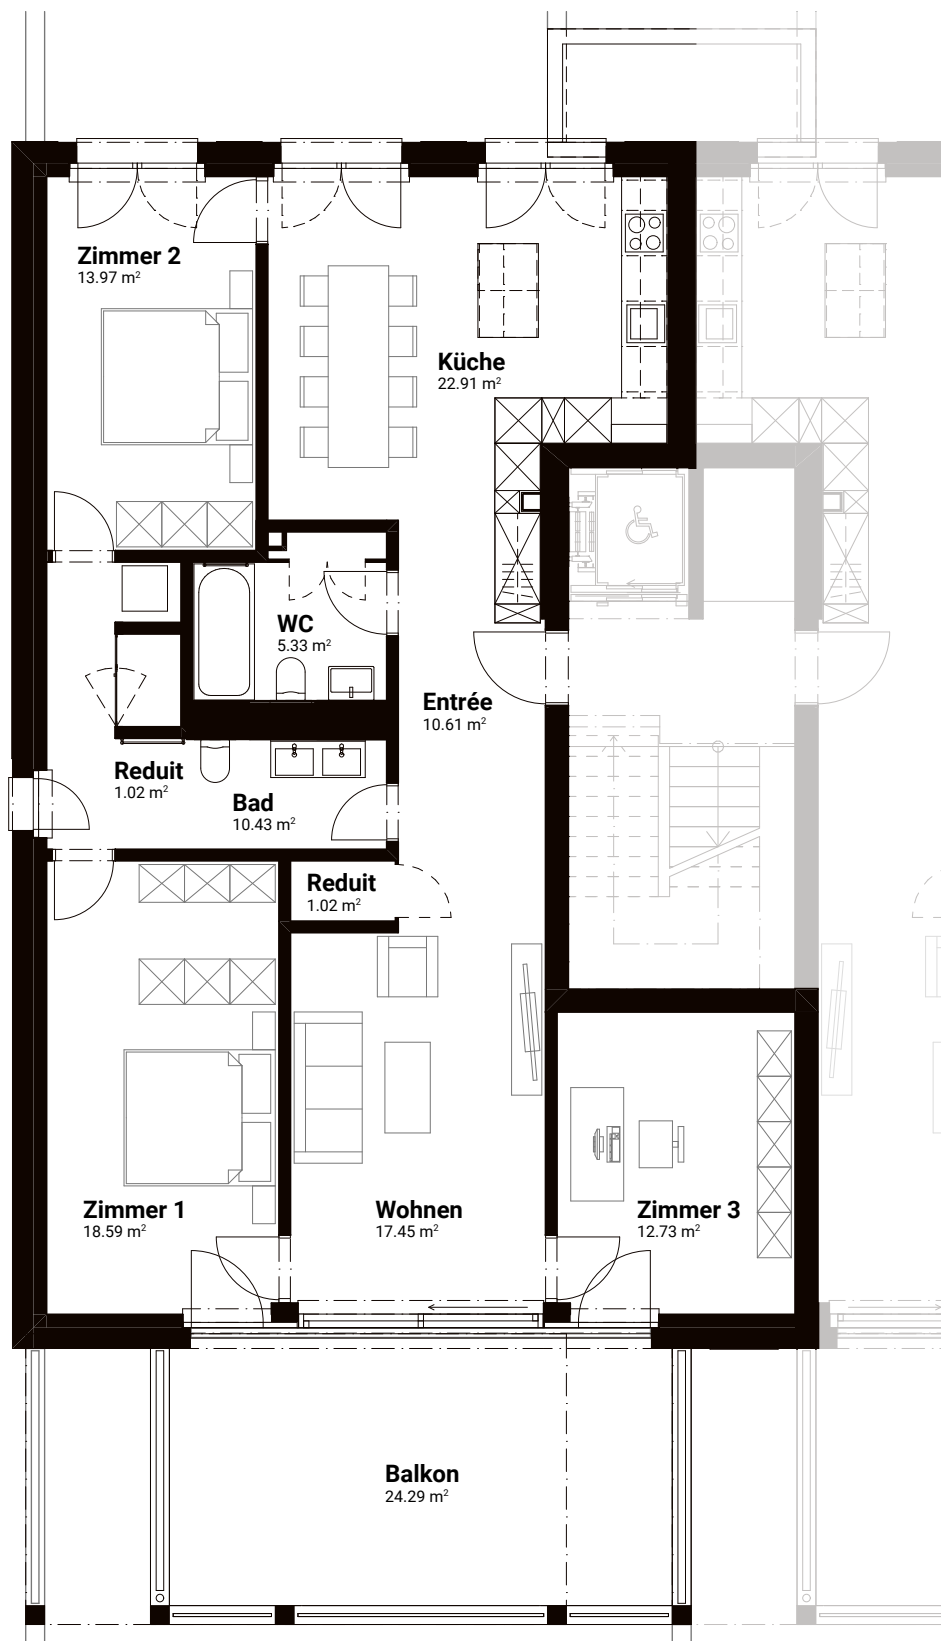 Zimmer 2
13.97 m²
Küche
22.91 m²
WC
5.33 m²
Entrée
10.61 m²
Reduit
1.02 m²
Bad
10.43 m²
Reduit
1.02 m²
Zimmer 1
18.59 m²
Wohnen
17.45 m²
Zimmer 3
12.73 m²
Balkon
24.29 m²